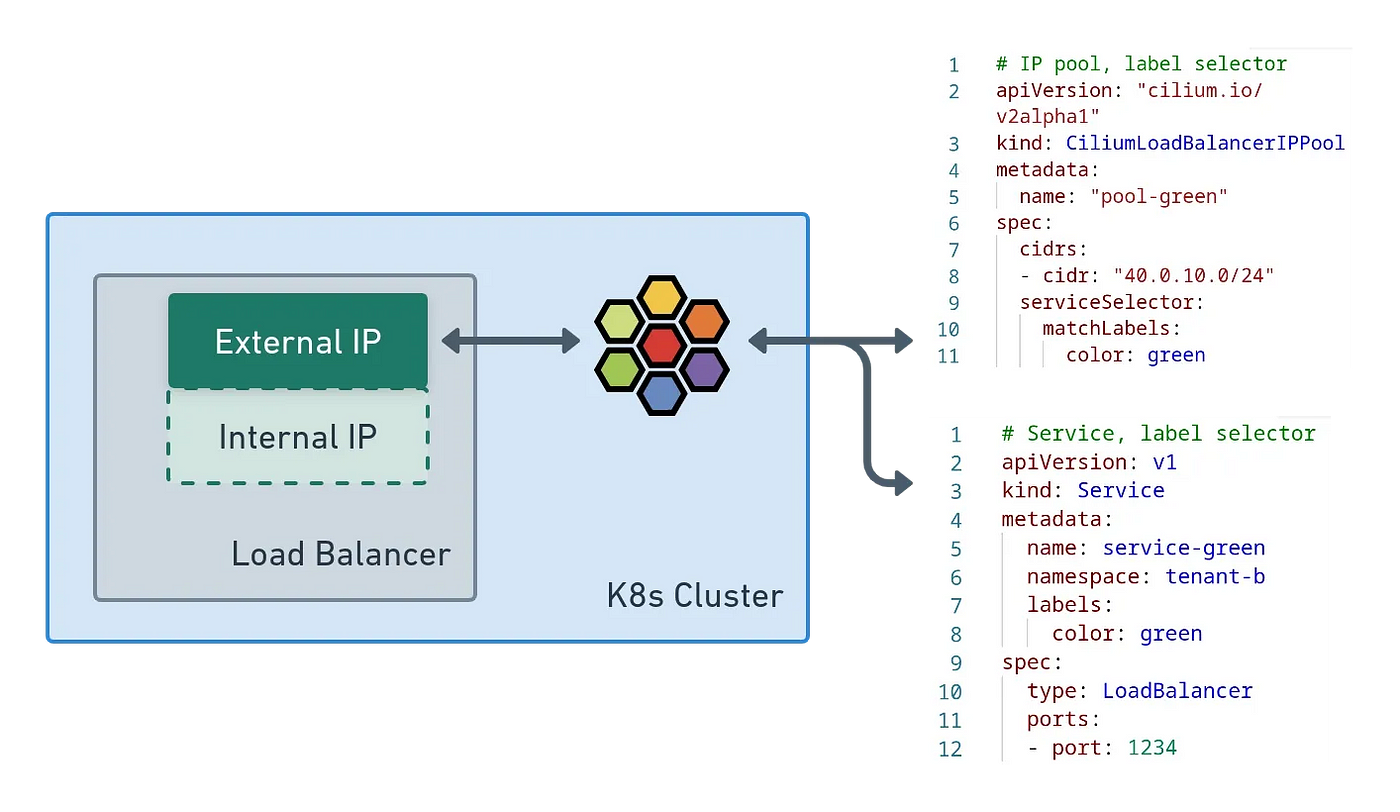 External IP
Internal IP
Load Balancer
K8s Cluster
1 # IP pool, label selector
2 apiVersion: "cilium.io/
v2alpha1"
3 kind: CiliumLoadBalancerIPPool
4 metadata:
5   name: "pool-green"
6 spec:
7   cidrs:
8   - cidr: "40.0.10.0/24"
9   serviceSelector:
10     matchLabels:
11       color: green
1 # Service, label selector
2 apiVersion: v1
3 kind: Service
4 metadata:
5   name: service-green
6   namespace: tenant-b
7   labels:
8     color: green
9 spec:
10   type: LoadBalancer
11   ports:
12   - port: 1234